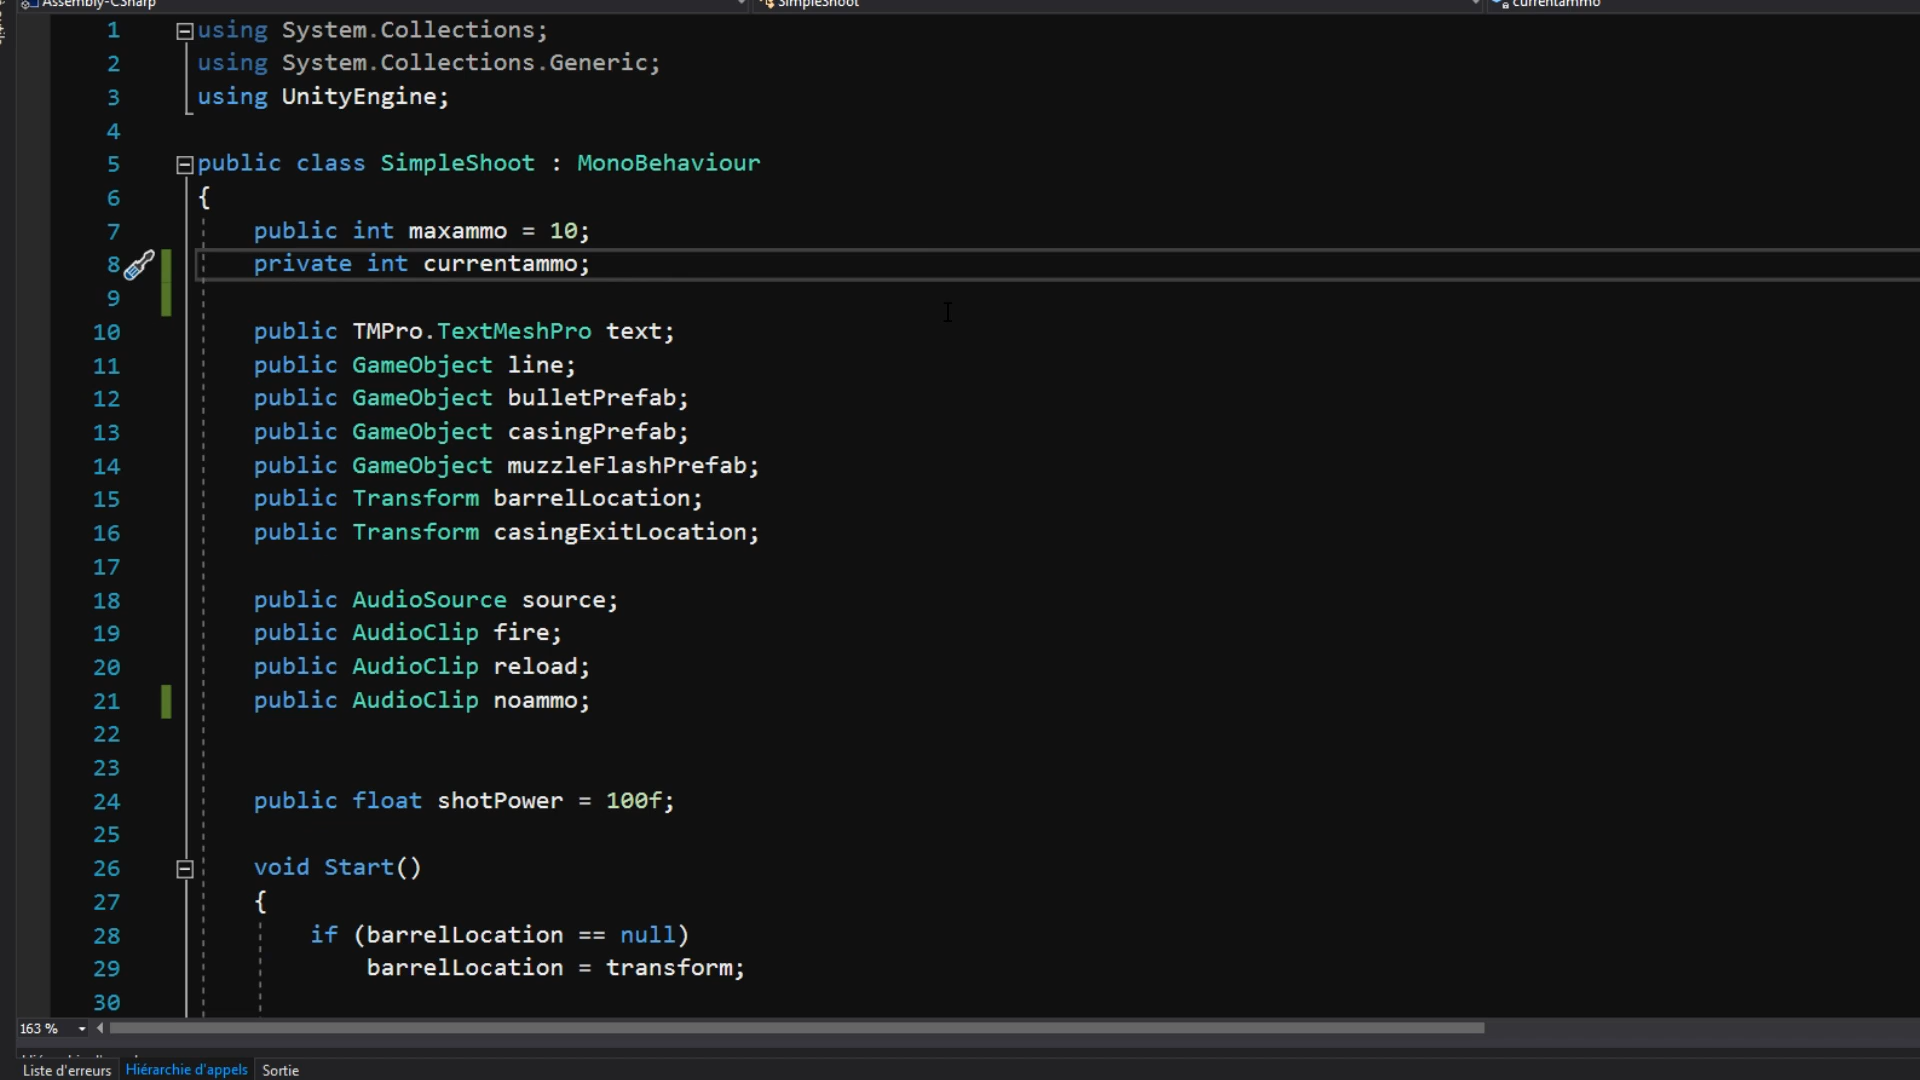 Assembly-CSharp SimpleShoot currentammo
1 using System.Collections;
2 using System.Collections.Generic;
3 using UnityEngine;
4
5 public class SimpleShoot : MonoBehaviour
6 {
7 public int maxammo = 10;
8 private int currentammo;
9
10 public TMPro.TextMeshPro text;
11 public GameObject line;
12 public GameObject bulletPrefab;
13 public GameObject casingPrefab;
14 public GameObject muzzleFlashPrefab;
15 public Transform barrelLocation;
16 public Transform casingExitLocation;
17
18 public AudioSource source;
19 public AudioClip fire;
20 public AudioClip reload;
21 public AudioClip noammo;
22
23
24 public float shotPower = 100f;
25
26 void Start()
27 {
28 if (barrelLocation == null)
29 barrelLocation = transform;
30
163 %
Liste d'erreurs Hiérarchie d'appels Sortie